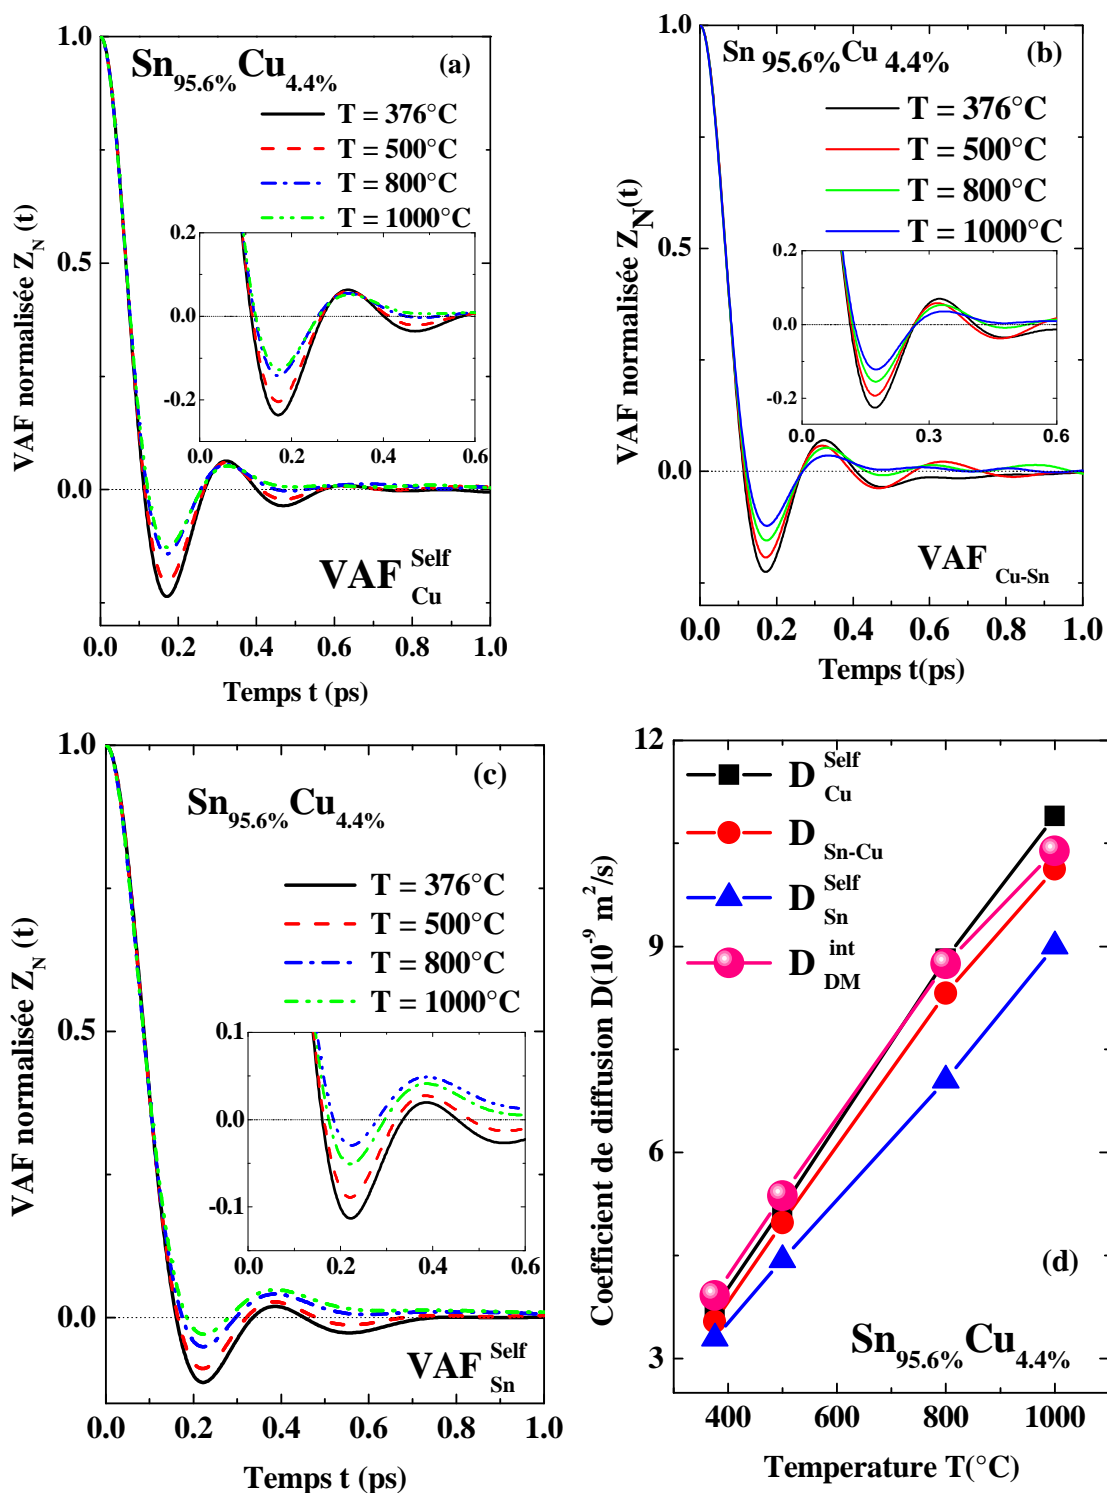 1.0
Sn95.6%Cu4.4%
(a)
T = 376°C
T = 500°C
T = 800°C
T = 1000°C
VAF normalisée ZN (t)
0.5
0.0
0.2
0.0
-0.2
0.0 0.2 0.4 0.6
VAF Self Cu
0.0 0.2 0.4 0.6 0.8 1.0
Temps t (ps)
1.0
Sn 95.6%Cu 4.4%
(b)
T = 376°C
T = 500°C
T = 800°C
T = 1000°C
VAF normalisée ZN(t)
0.5
0.0
0.2
0.0
-0.2
0.0 0.3 0.6
VAF Cu-Sn
0.0 0.2 0.4 0.6 0.8 1.0
Temps t(ps)
1.0
(c)
Sn95.6%Cu4.4%
T = 376°C
T = 500°C
T = 800°C
T = 1000°C
VAF normalisée ZN (t)
0.5
0.0
0.1
0.0
-0.1
0.0 0.2 0.4 0.6
VAF Self Sn
0.0 0.2 0.4 0.6 0.8 1.0
Temps t (ps)
12
9
6
3
D Self Cu
D Sn-Cu
D Self Sn
D int DM
Coefficient de diffusion D(10-9 m2/s)
(d)
Sn95.6%Cu4.4%
400 600 800 1000
Temperature T(°C)